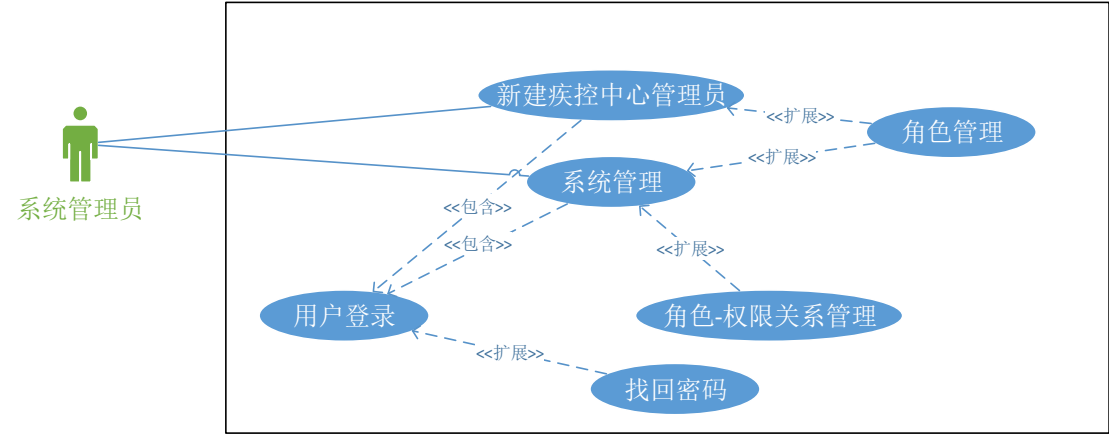 新建疾控中心管理员
<<扩展>>
角色管理
<<扩展>>
系统管理
系统管理员
<<包含>>
<<包含>>
<<扩展>>
用户登录
角色-权限关系管理
<<扩展>>
找回密码